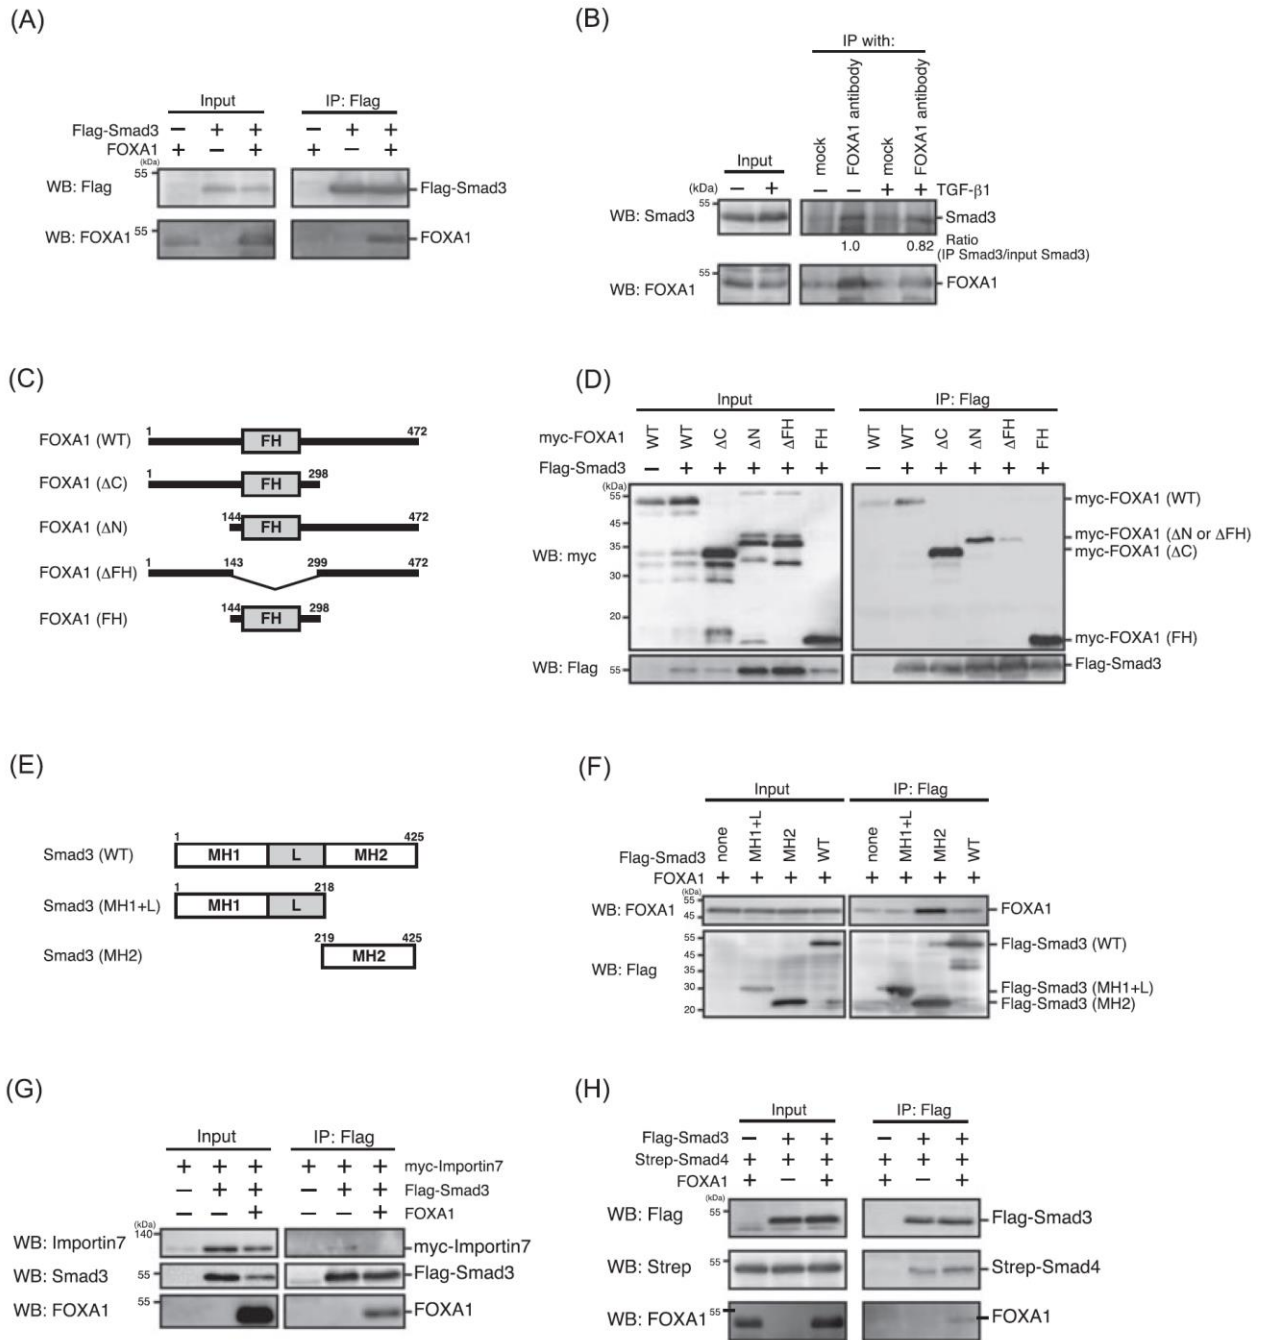 (A)
Input IP: Flag
Flag-Smad3 − + + − + +
FOXA1 + − + + − +
(kDa)
WB: Flag 55 Flag-Smad3
WB: FOXA1 55 FOXA1
(B)
IP with:
mock FOXA1 antibody mock FOXA1 antibody
Input
(kDa) − + − − + + TGF-β1
WB: Smad3 55 Smad3
1.0 0.82 Ratio
(IP Smad3/input Smad3)
WB: FOXA1 55 FOXA1
(C)
FOXA1 (WT) 1 FH 472
FOXA1 (ΔC) 1 FH 298
FOXA1 (ΔN) 144 FH 472
FOXA1 (ΔFH) 1 143 299 472
FOXA1 (FH) 144 FH 298
(D)
Input IP: Flag
myc-FOXA1 WT WT ΔC ΔN ΔFH FH WT WT ΔC ΔN ΔFH FH
Flag-Smad3 − + + + + + − + + + + +
(kDa)
55 myc-FOXA1 (WT)
45
myc-FOXA1 (ΔN or ΔFH)
WB: myc 35 myc-FOXA1 (ΔC)
30
20
myc-FOXA1 (FH)
WB: Flag 55 Flag-Smad3
(E)
1 425
Smad3 (WT) MH1 L MH2
1 218
Smad3 (MH1+L) MH1 L
219 425
Smad3 (MH2) MH2
(F)
Input IP: Flag
Flag-Smad3 none MH1+L MH2 WT none MH1+L MH2 WT
FOXA1 + + + + + + + +
(kDa)
WB: FOXA1 55 45 FOXA1
55 Flag-Smad3 (WT)
45
WB: Flag 35
30 Flag-Smad3 (MH1+L)
20 Flag-Smad3 (MH2)
(G)
Input IP: Flag
+ + + + + + myc-Importin7
− + + − + + Flag-Smad3
− − + − − + FOXA1
(kDa)
WB: Importin7 140 myc-Importin7
WB: Smad3 55 Flag-Smad3
WB: FOXA1 55 FOXA1
(H)
Input IP: Flag
Flag-Smad3 − + + − + +
Strep-Smad4 + + + + + +
FOXA1 + − + + − +
(kDa)
WB: Flag 55 Flag-Smad3
WB: Strep 55 Strep-Smad4
WB: FOXA1 55 FOXA1